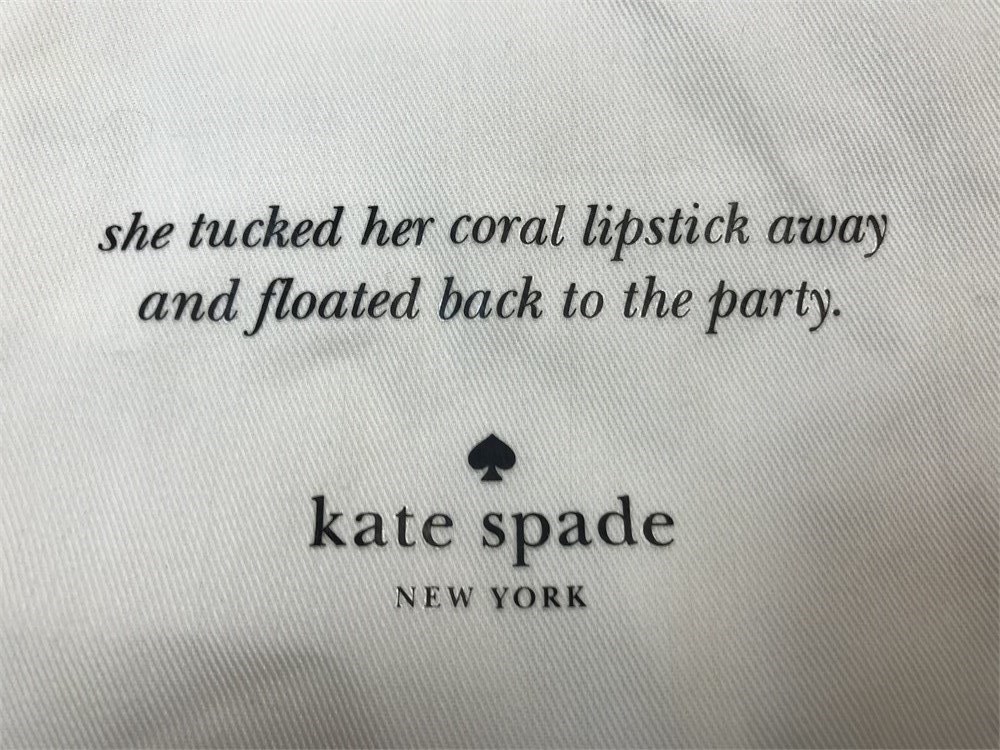 she tucked her coral lipstick away
and floated back to the party.
kate spade
NEW YORK